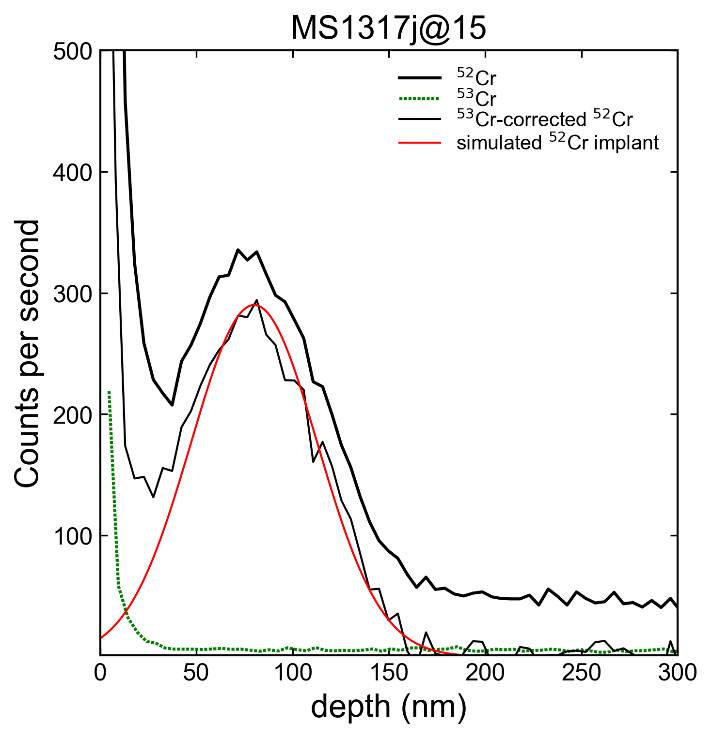 MS1317j@15
500
400
300
200
100
Counts per second
⁵²Cr
⁵³Cr
⁵³Cr-corrected ⁵²Cr
simulated ⁵²Cr implant
0 50 100 150 200 250 300
depth (nm)